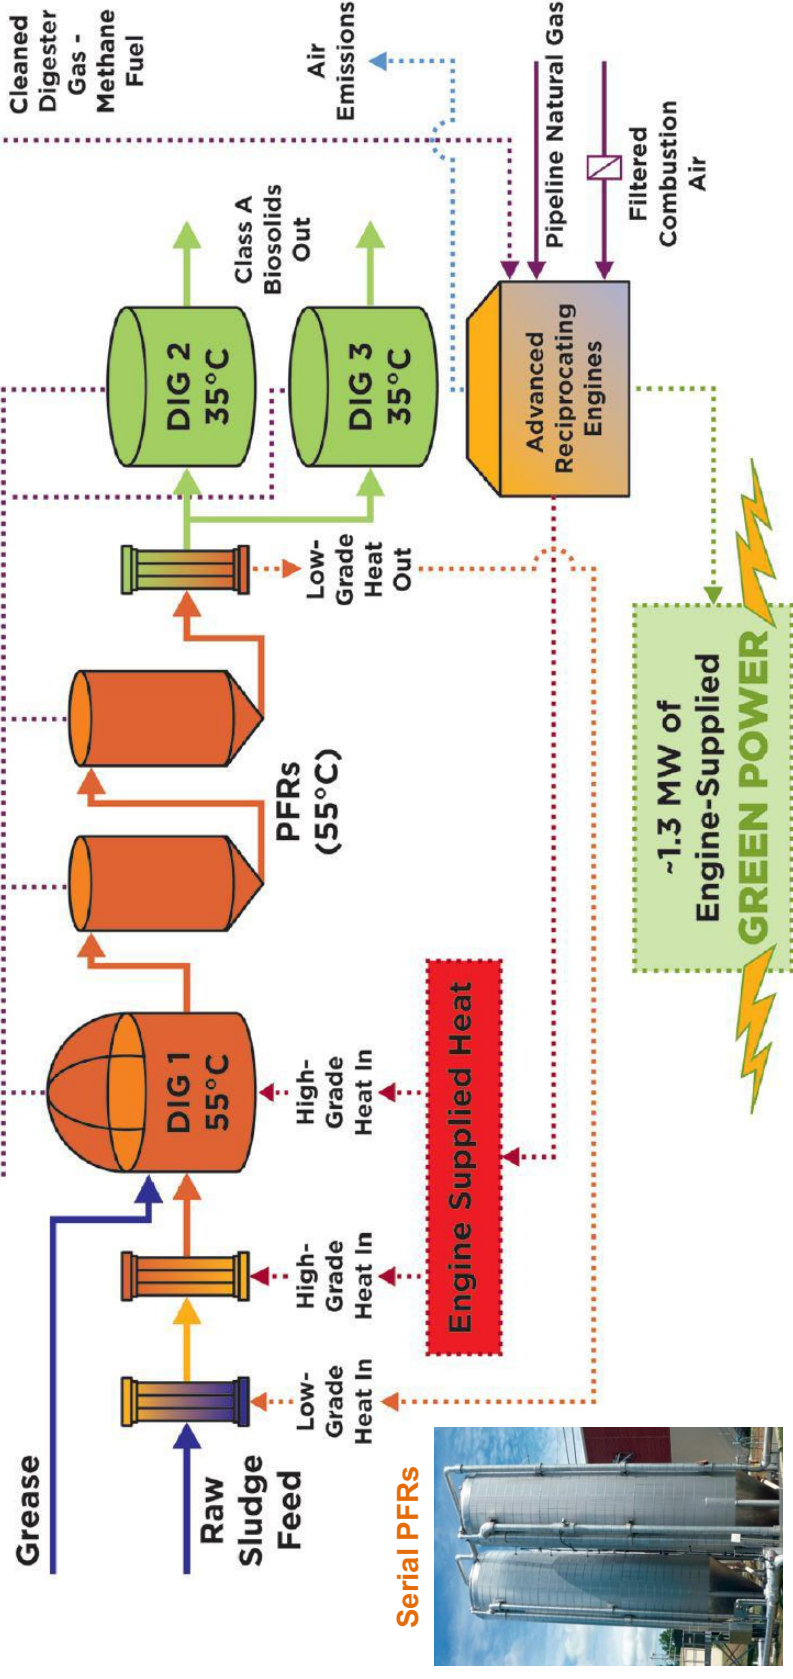 Grease
Raw
Sludge
Feed
Low-
Grade
Heat In
High-
Grade
Heat In
High-
Grade
Heat In
Engine Supplied Heat
DIG 1
55°C
PFRs
(55°C)
Low-
Grade
Heat
Out
DIG 2
35°C
DIG 3
35°C
Class A
Biosolids
Out
Cleaned
Digester
Gas -
Methane
Fuel
Air
Emissions
Advanced
Reciprocating
Engines
Pipeline Natural Gas
Filtered
Combustion
Air
~1.3 MW of
Engine-Supplied
GREEN POWER
Serial PFRs